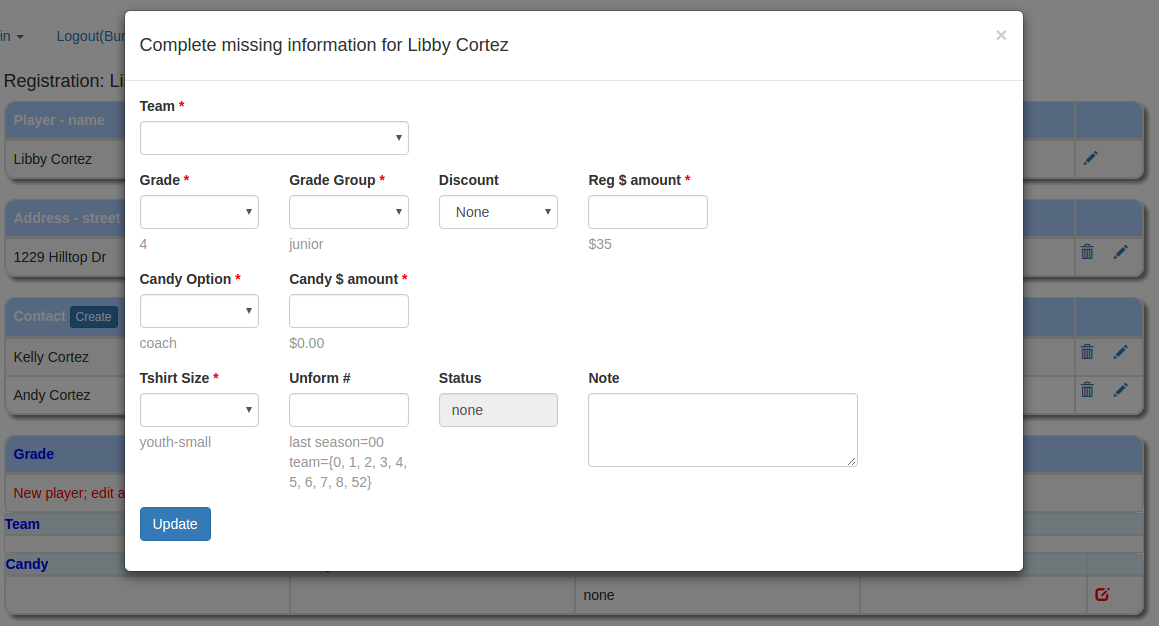 in
Logout(Bur
Complete missing information for Libby Cortez
×
Registration: Li
Player - name
Libby Cortez
Address - street
1229 Hilltop Dr
Contact Create
Kelly Cortez
Andy Cortez
Grade
New player; edit a
Team
Candy
none
Team *
Grade * Grade Group * Discount Reg $ amount *
None
4 junior $35
Candy Option * Candy $ amount *
coach $0.00
Tshirt Size * Unform # Status Note
none
youth-small last season=00
team={0, 1, 2, 3, 4,
5, 6, 7, 8, 52}
Update